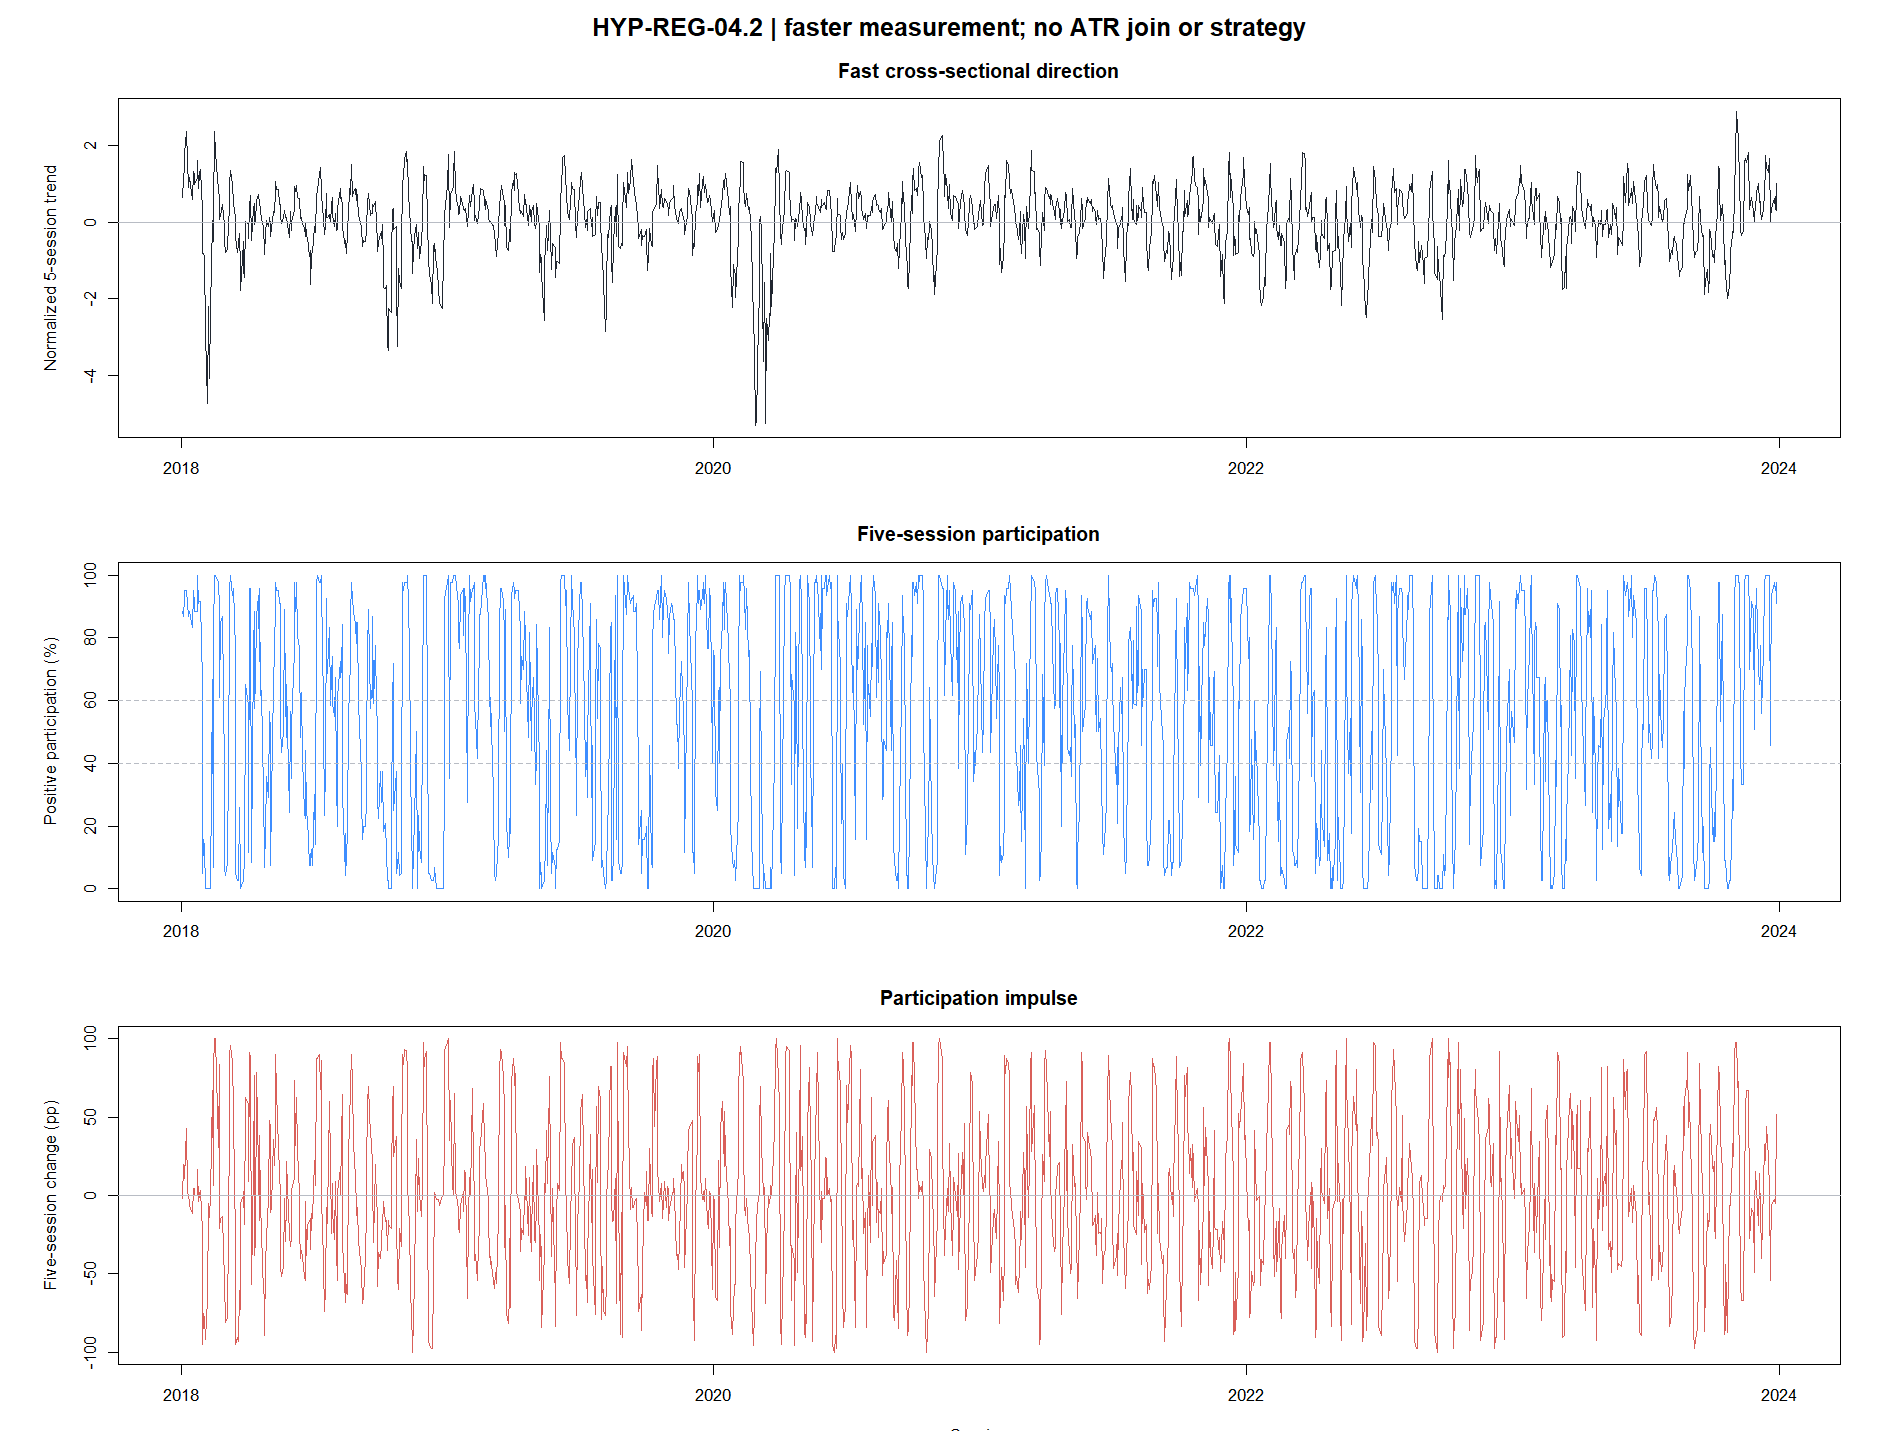 HYP-REG-04.2 | faster measurement; no ATR join or strategy
Fast cross-sectional direction
Normalized 5-session trend
2
0
-2
-4
2018 2020 2022 2024
Five-session participation
Positive participation (%)
100
80
60
40
20
0
2018 2020 2022 2024
Participation impulse
Five-session change (pp)
100
50
0
-50
-100
2018 2020 2022 2024